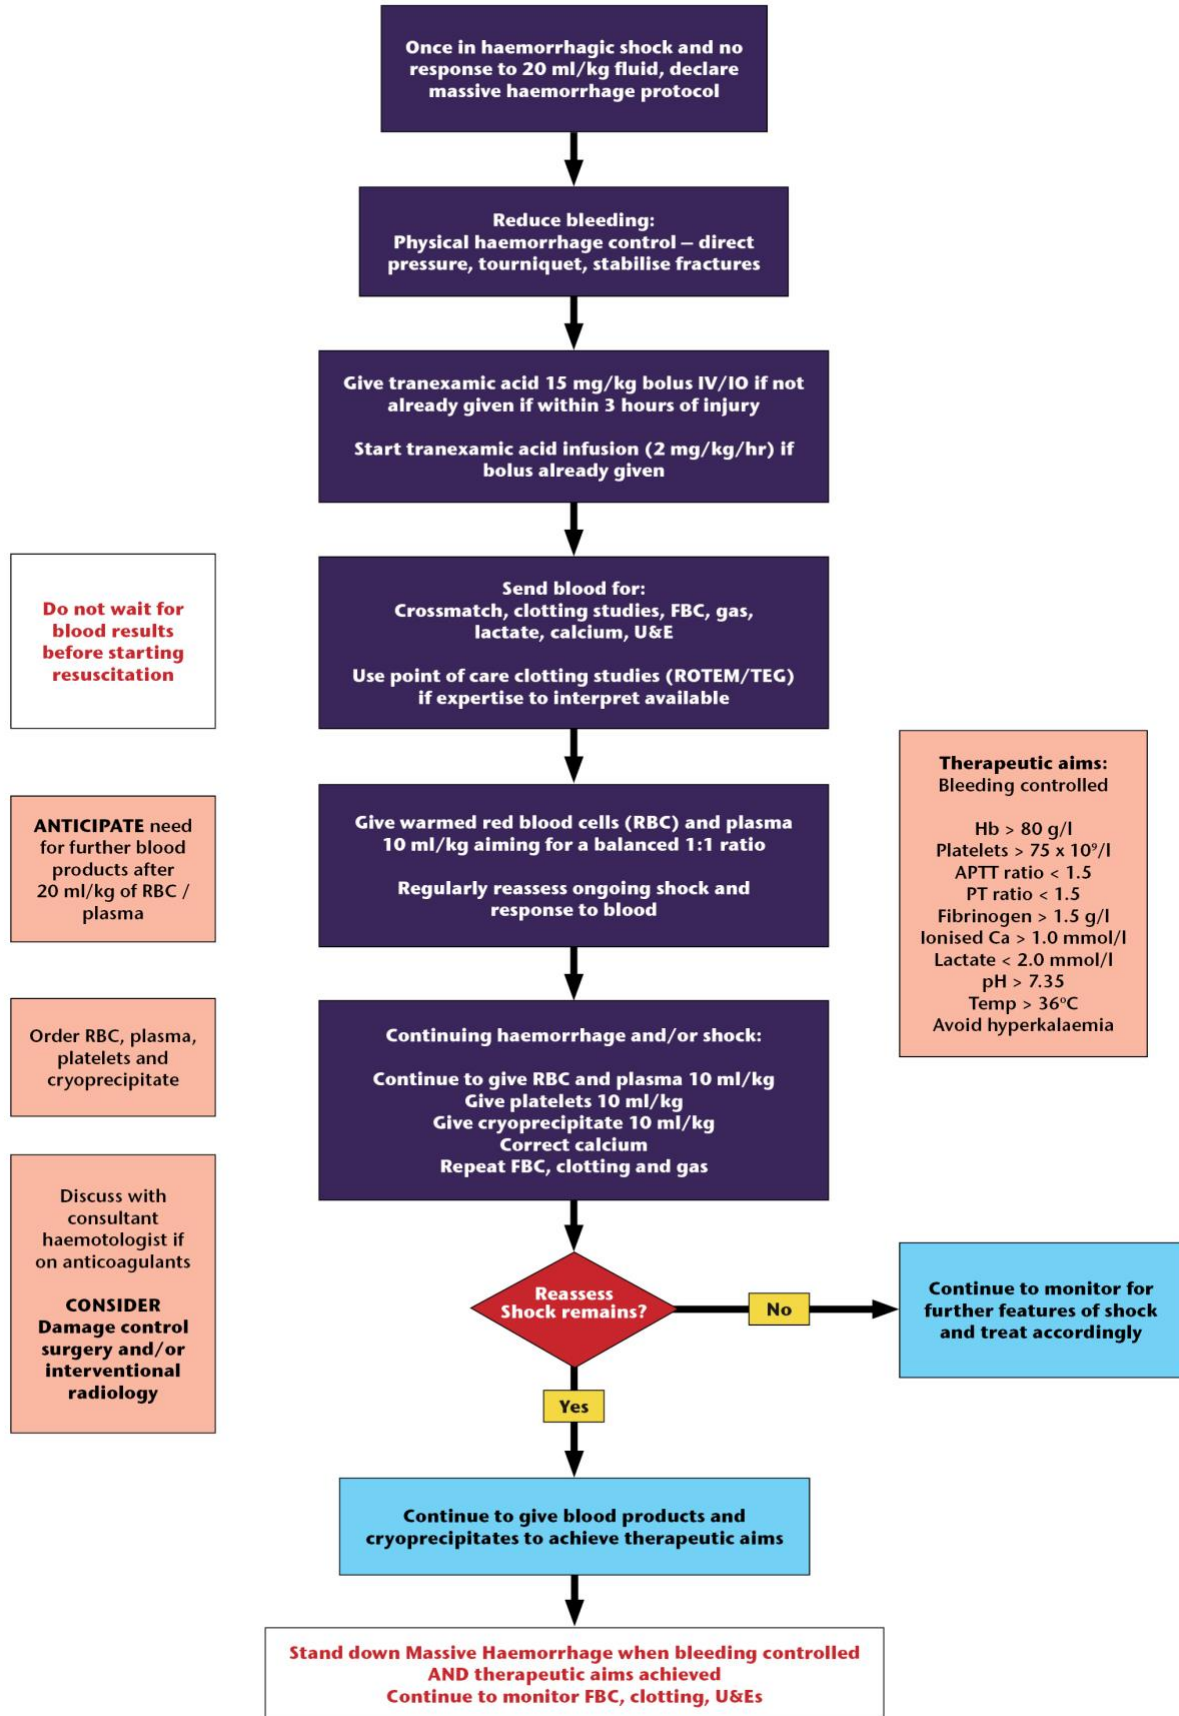 Once in haemorrhagic shock and no
response to 20 ml/kg fluid, declare
massive haemorrhage protocol
Reduce bleeding:
Physical haemorrhage control – direct
pressure, tourniquet, stabilise fractures
Give tranexamic acid 15 mg/kg bolus IV/IO if not
already given if within 3 hours of injury
Start tranexamic acid infusion (2 mg/kg/hr) if
bolus already given
Do not wait for
blood results
before starting
resuscitation
Send blood for:
Crossmatch, clotting studies, FBC, gas,
lactate, calcium, U&E
Use point of care clotting studies (ROTEM/TEG)
if expertise to interpret available
ANTICIPATE need
for further blood
products after
20 ml/kg of RBC /
plasma
Give warmed red blood cells (RBC) and plasma
10 ml/kg aiming for a balanced 1:1 ratio
Regularly reassess ongoing shock and
response to blood
Therapeutic aims:
Bleeding controlled
Hb > 80 g/l
Platelets > 75 x 10⁹/l
APTT ratio < 1.5
PT ratio < 1.5
Fibrinogen > 1.5 g/l
Ionised Ca > 1.0 mmol/l
Lactate < 2.0 mmol/l
pH > 7.35
Temp > 36°C
Avoid hyperkalaemia
Order RBC, plasma,
platelets and
cryoprecipitate
Continuing haemorrhage and/or shock:
Continue to give RBC and plasma 10 ml/kg
Give platelets 10 ml/kg
Give cryoprecipitate 10 ml/kg
Correct calcium
Repeat FBC, clotting and gas
Discuss with
consultant
haemotologist if
on anticoagulants
CONSIDER
Damage control
surgery and/or
interventional
radiology
Reassess
Shock remains?
No
Continue to monitor for
further features of shock
and treat accordingly
Yes
Continue to give blood products and
cryoprecipitates to achieve therapeutic aims
Stand down Massive Haemorrhage when bleeding controlled
AND therapeutic aims achieved
Continue to monitor FBC, clotting, U&Es